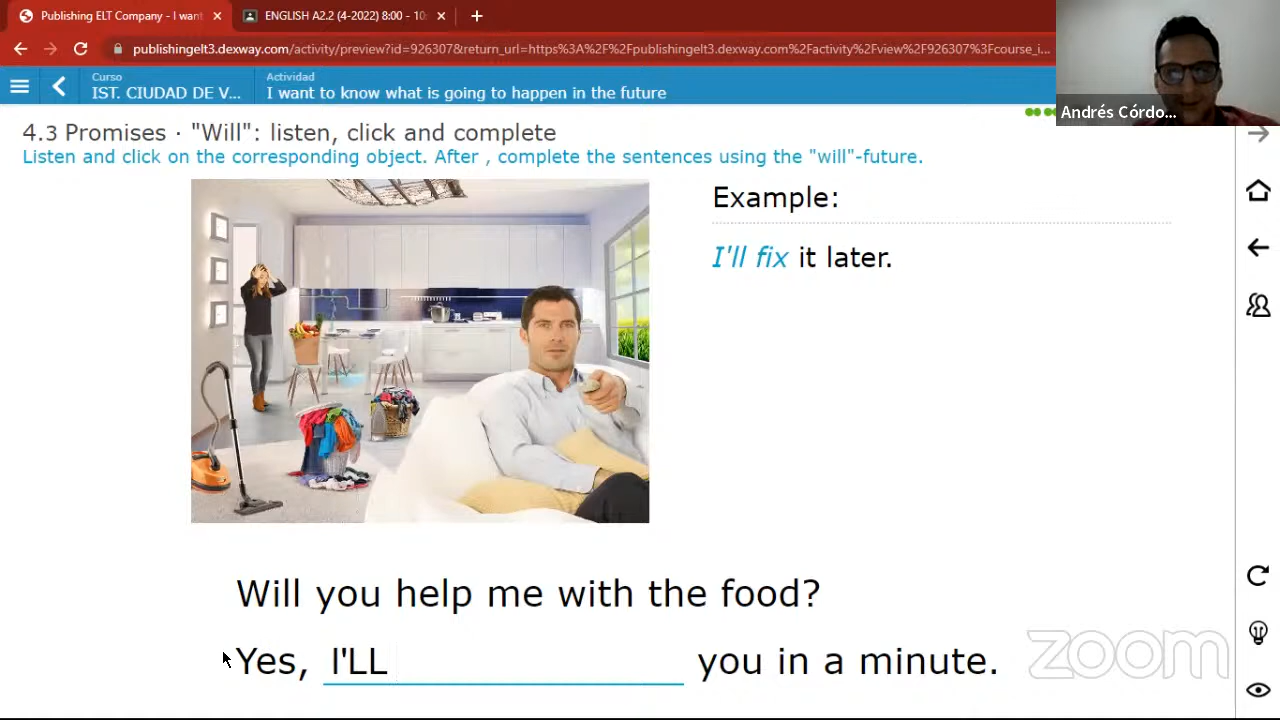 Publishing ELT Company - I want
ENGLISH A2.2 (4-2022) 8:00 - 10:
publishingelt3.dexway.com/activity/preview?id=926307&return_url=https%3A%2F%2Fpublishingelt3.dexway.com%2Factivity%2Fview%2F926307%3Fcourse_i...
Curso
IST. CIUDAD DE V...
Actividad
I want to know what is going to happen in the future
Andrés Córdo...
4.3 Promises · "Will": listen, click and complete
Listen and click on the corresponding object. After , complete the sentences using the "will"-future.
Example:
I'll fix it later.
Will you help me with the food?
Yes, I'LL you in a minute.
zoom